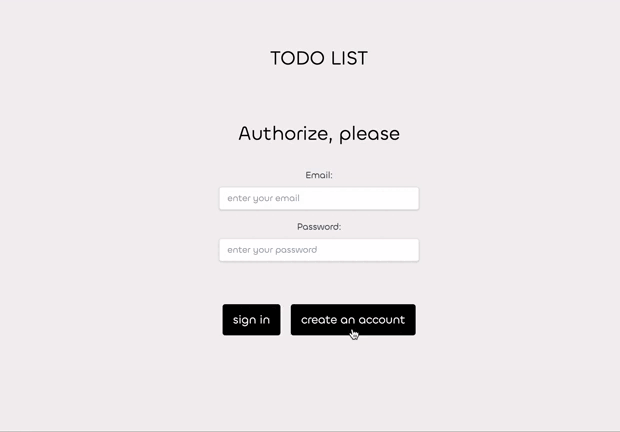 TODO LIST
Authorize, please
Email:
enter your email
Password:
enter your password
sign in
create an account